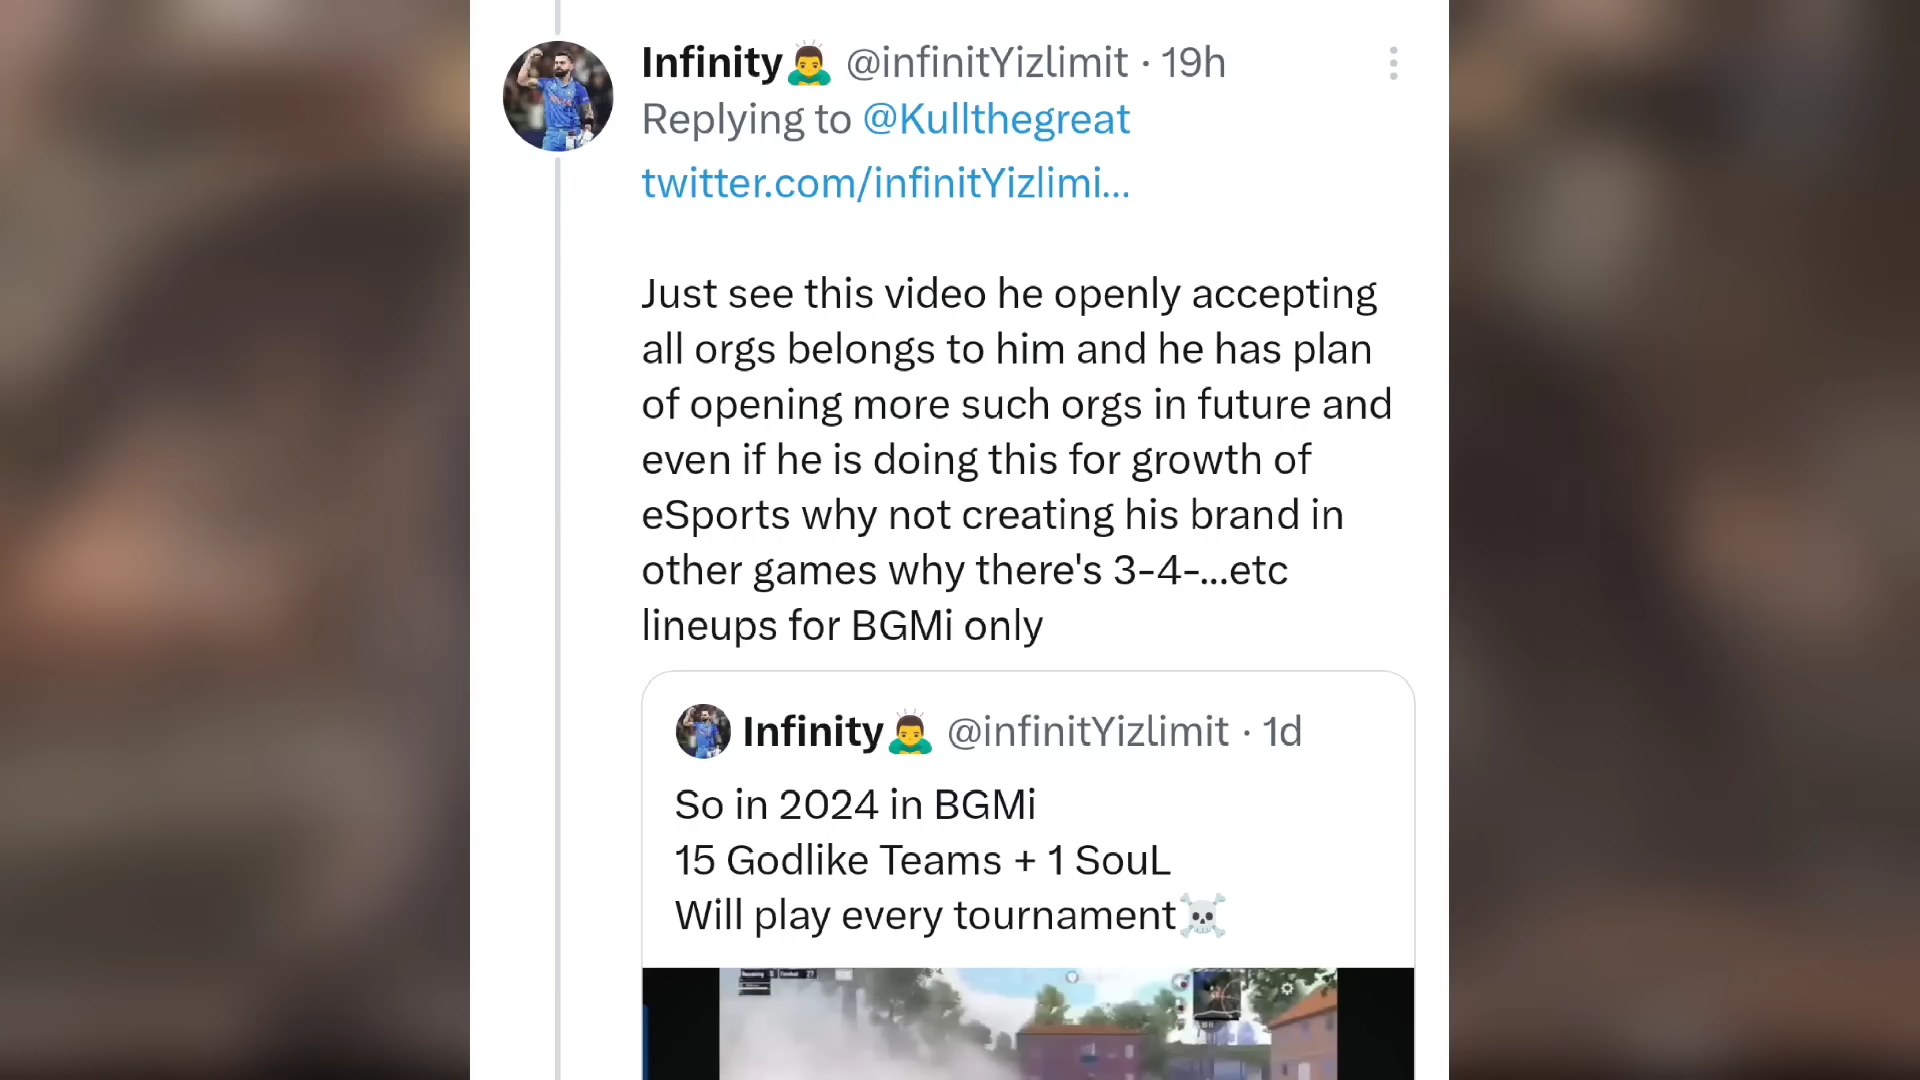 Infinity🙇‍♂️ @infinitYizlimit · 19h
Replying to @Kullthegreat
twitter.com/infinitYizlimi...
Just see this video he openly accepting
all orgs belongs to him and he has plan
of opening more such orgs in future and
even if he is doing this for growth of
eSports why not creating his brand in
other games why there's 3-4-...etc
lineups for BGMi only
Infinity🙇‍♂️ @infinitYizlimit · 1d
So in 2024 in BGMi
15 Godlike Teams + 1 SouL
Will play every tournament☠️